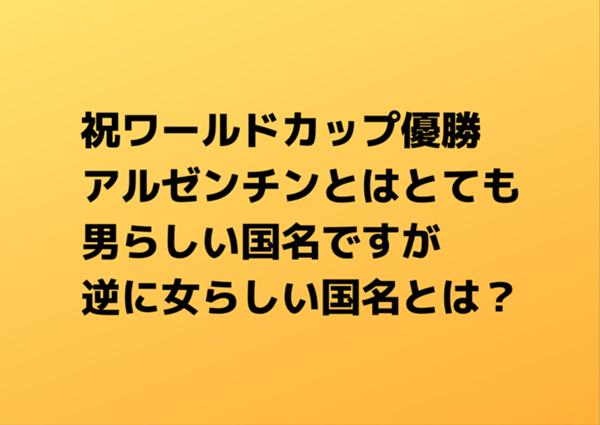 祝ワールドカップ優勝
アルゼンチンとはとても
男らしい国名ですが
逆に女らしい国名とは？